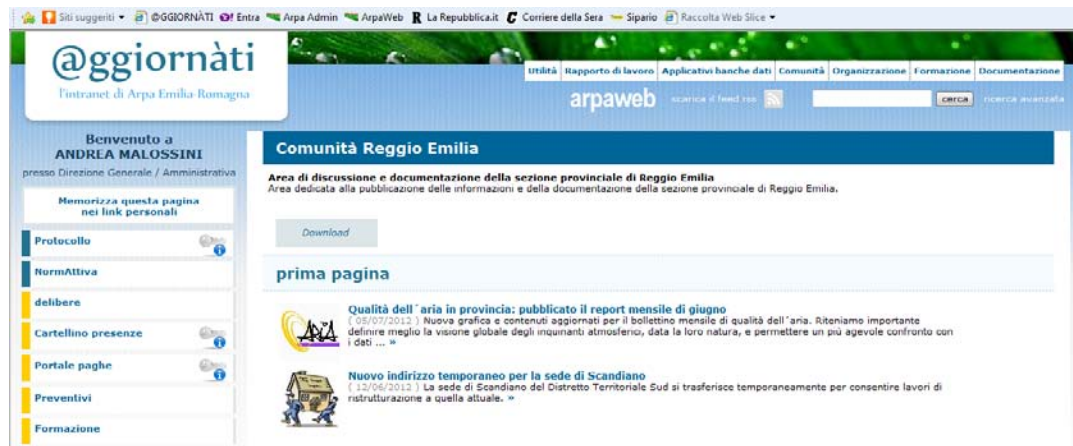 Siti suggeriti @GGIORNÀTI Entra Arpa Admin ArpaWeb La Repubblica.it Corriere della Sera Sipario Raccolta Web Slice
@ggiornàti
l'intranet di Arpa Emilia-Romagna
Utilità Rapporto di lavoro Applicativi banche dati Comunità Organizzazione Formazione Documentazione
arpaweb scarica il feed rss cerca ricerca avanzata
Benvenuto a
ANDREA MALOSSINI
presso Direzione Generale / Amministrativa
Memorizza questa pagina
nei link personali
Protocollo
NormAttiva
delibere
Cartellino presenze
Portale paghe
Preventivi
Formazione
Comunità Reggio Emilia
Area di discussione e documentazione della sezione provinciale di Reggio Emilia
Area dedicata alla pubblicazione delle informazioni e della documentazione della sezione provinciale di Reggio Emilia.
Download
prima pagina
ARIA
Qualità dell´aria in provincia: pubblicato il report mensile di giugno
( 05/07/2012 ) Nuova grafica e contenuti aggiornati per il bollettino mensile di qualità dell´aria. Riteniamo importante
definire meglio la visione globale degli inquinanti atmosferici, data la loro natura, e permettere un più agevole confronto con
i dati ... »
Nuovo indirizzo temporaneo per la sede di Scandiano
( 12/06/2012 ) La sede di Scandiano del Distretto Territoriale Sud si trasferisce temporaneamente per consentire lavori di
ristrutturazione a quella attuale. »